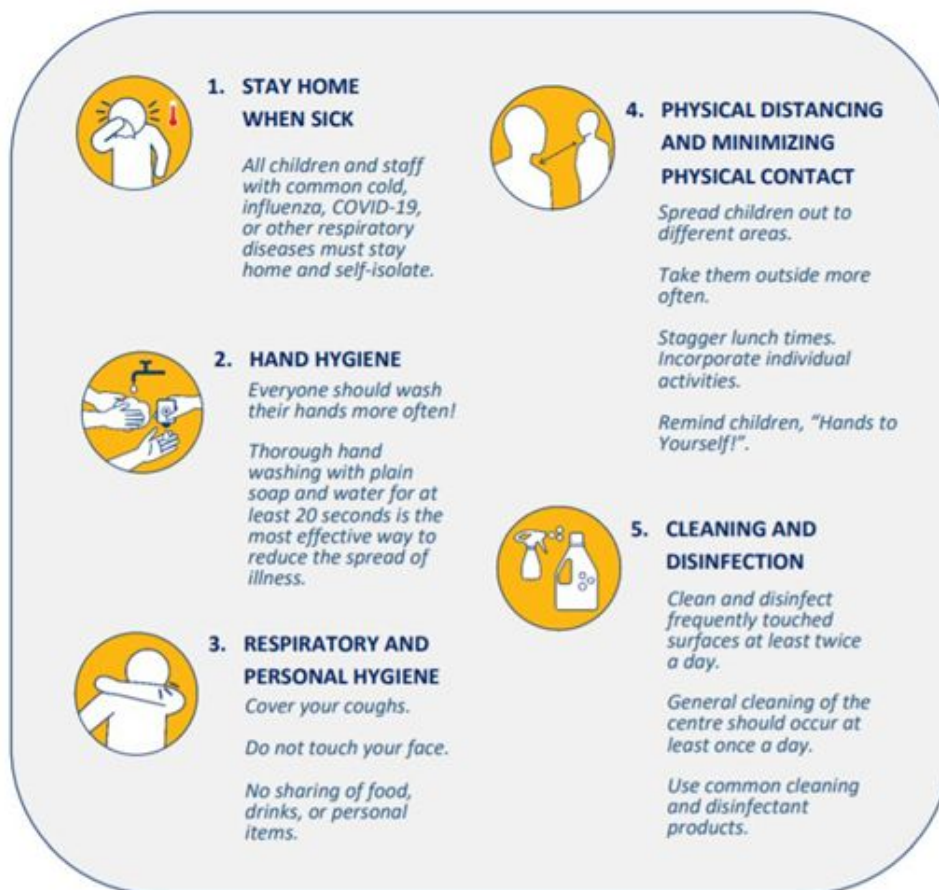 1. STAY HOME
WHEN SICK
All children and staff
with common cold,
influenza, COVID-19,
or other respiratory
diseases must stay
home and self-isolate.
2. HAND HYGIENE
Everyone should wash
their hands more often!
Thorough hand
washing with plain
soap and water for at
least 20 seconds is the
most effective way to
reduce the spread of
illness.
3. RESPIRATORY AND
PERSONAL HYGIENE
Cover your coughs.
Do not touch your face.
No sharing of food,
drinks, or personal
items.
4. PHYSICAL DISTANCING
AND MINIMIZING
PHYSICAL CONTACT
Spread children out to
different areas.
Take them outside more
often.
Stagger lunch times.
Incorporate individual
activities.
Remind children, “Hands to
Yourself!”.
5. CLEANING AND
DISINFECTION
Clean and disinfect
frequently touched
surfaces at least twice
a day.
General cleaning of the
centre should occur at
least once a day.
Use common cleaning
and disinfectant
products.